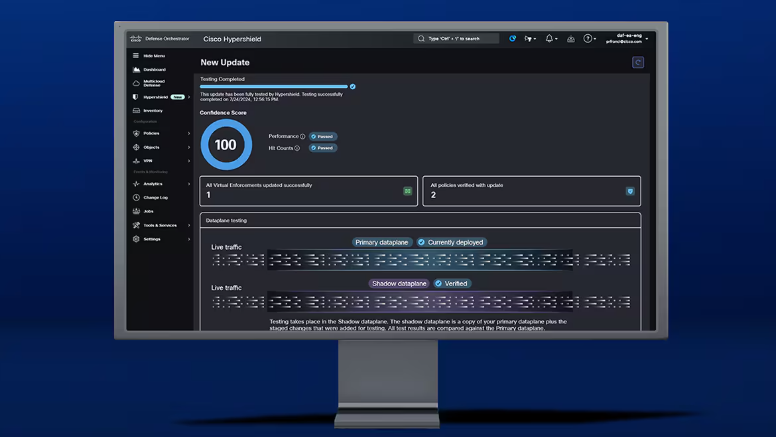 Defense Orchestrator
Cisco Hypershield
Type 'Ctrl' + '\' to search
daf-eo-eng
Hide Menu
Dashboard
Multicloud
Defense
Hypershield New
Inventory
Configuration
Policies
Objects
VPN
Events & Monitoring
Analytics
Change Log
Jobs
Tools & Services
Settings
New Update
Testing Completed
This update has been fully tested by Hypershield. Testing successfully
completed on 7/24/2024, 12:56:15 PM
Confidence Score
100
Performance Passed
Hit Counts Passed
All Virtual Enforcements updated successfully
1
All policies verified with update
2
Dataplane testing
Primary dataplane Currently deployed
Live traffic
Shadow dataplane Verified
Live traffic
Testing takes place in the Shadow dataplane. The shadow dataplane is a copy of your primary dataplane plus the
staged changes that were added for testing. All test results are compared against the Primary dataplane.